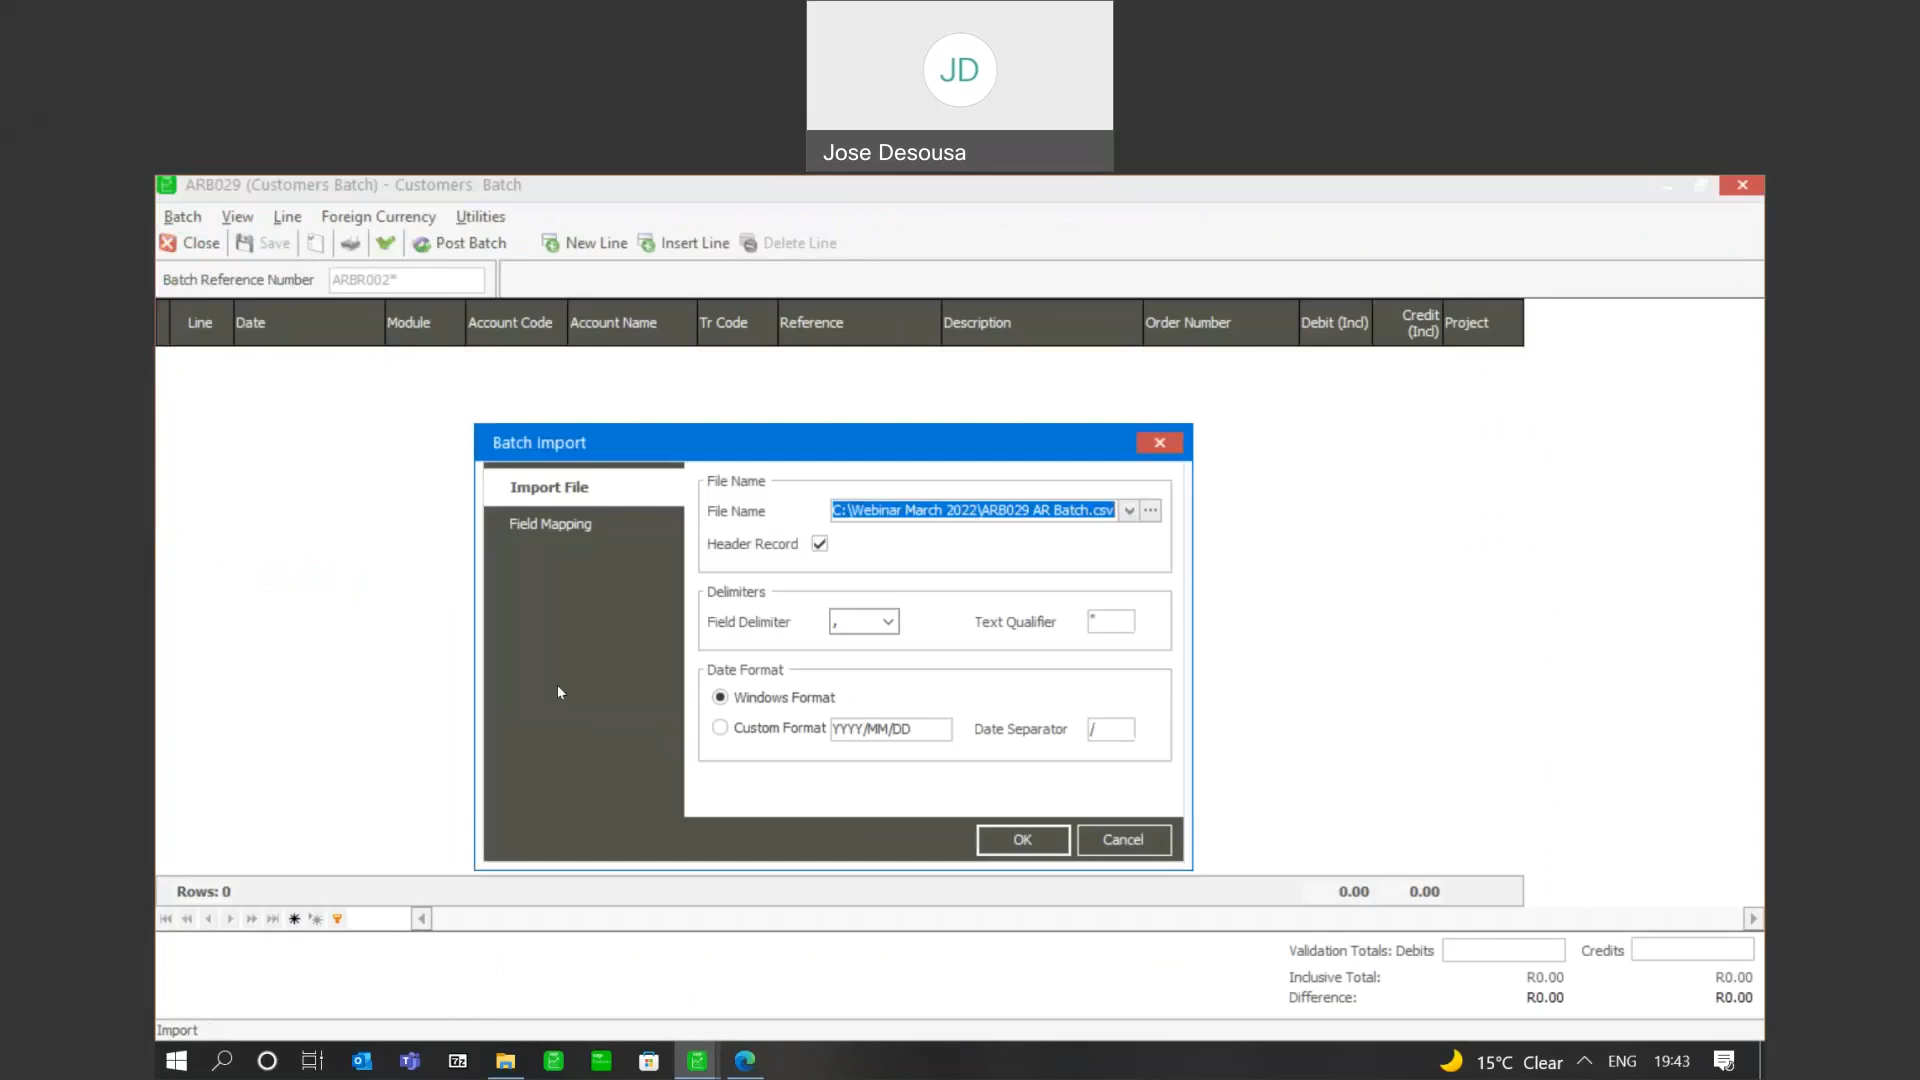 JD
Jose Desousa
ARB029 (Customers Batch) - Customers Batch
Batch View Line Foreign Currency Utilities
Close Save Post Batch New Line Insert Line Delete Line
Batch Reference Number ARBR002*
Line Date Module Account Code Account Name Tr Code Reference Description Order Number Debit (Incl) Credit (Incl) Project
Batch Import
Import File
Field Mapping
File Name
File Name C:\Webinar March 2022\ARB029 AR Batch.csv
Header Record
Delimiters
Field Delimiter , Text Qualifier "
Date Format
Windows Format
Custom Format YYYY/MM/DD Date Separator /
OK Cancel
Rows: 0 0.00 0.00
Validation Totals: Debits Credits
Inclusive Total: R0.00 R0.00
Difference: R0.00 R0.00
Import
7z 15°C Clear ENG 19:43